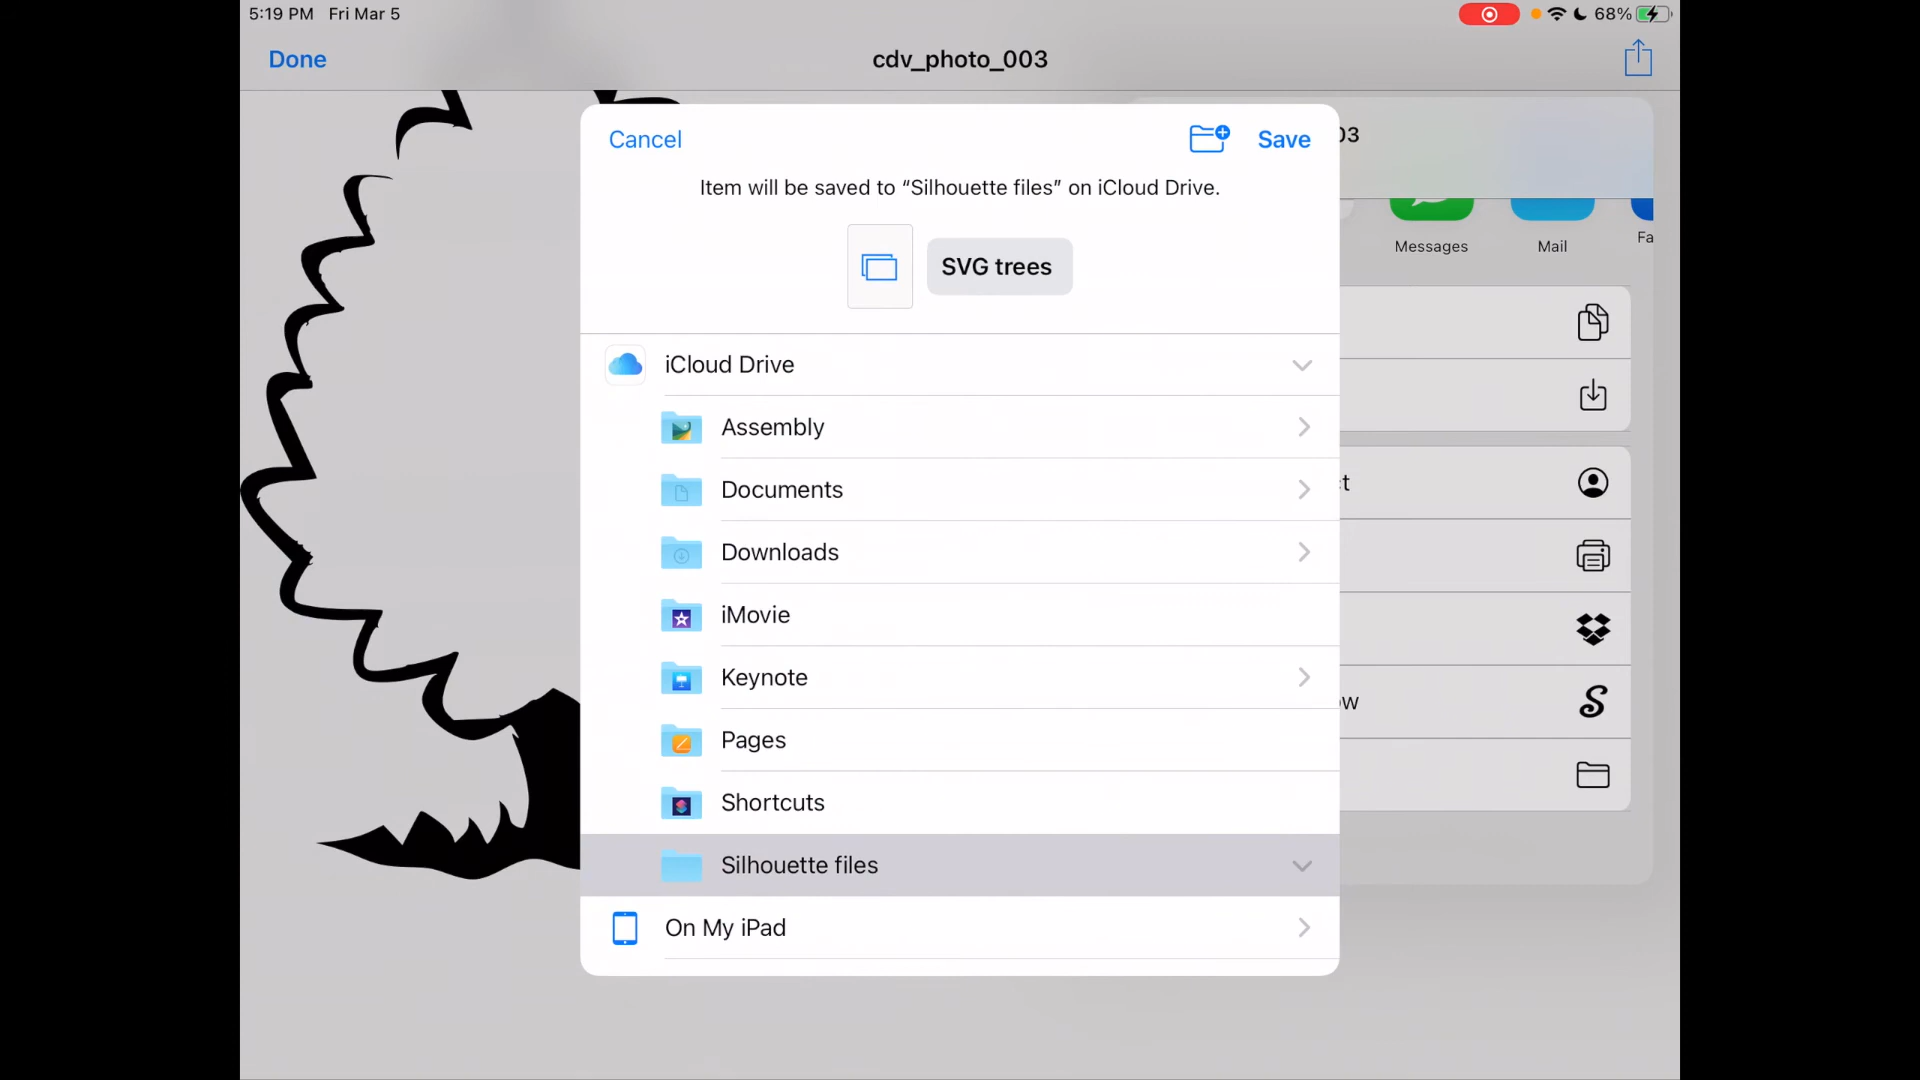 5:19 PM Fri Mar 5
68%
Done
cdv_photo_003
Cancel
Save
03
Item will be saved to “Silhouette files” on iCloud Drive.
SVG trees
Messages
Mail
Fa
iCloud Drive
Assembly
Documents
t
Downloads
iMovie
Keynote
w
Pages
Shortcuts
Silhouette files
On My iPad